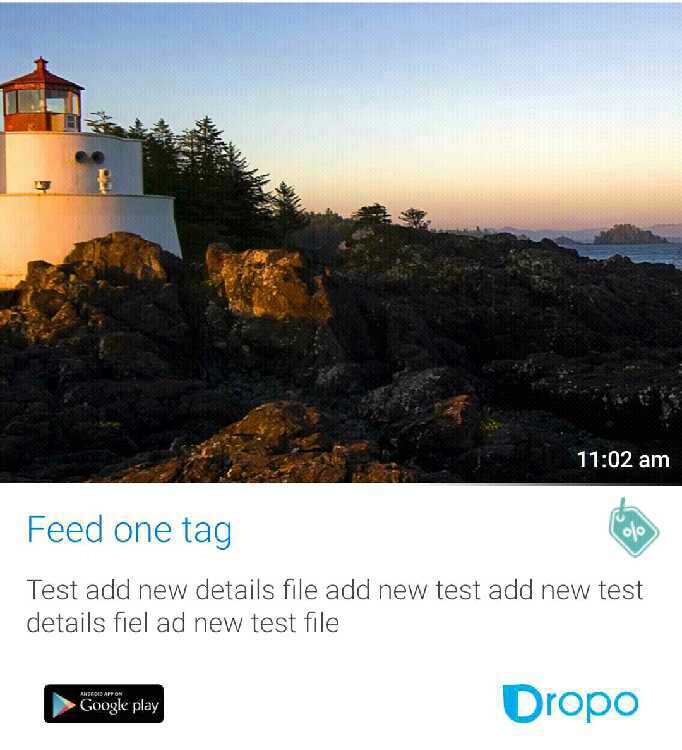 11:02 am
Feed one tag
%
Test add new details file add new test add new test
details fiel ad new test file
ANDROID APP ON
Google play
Dropo